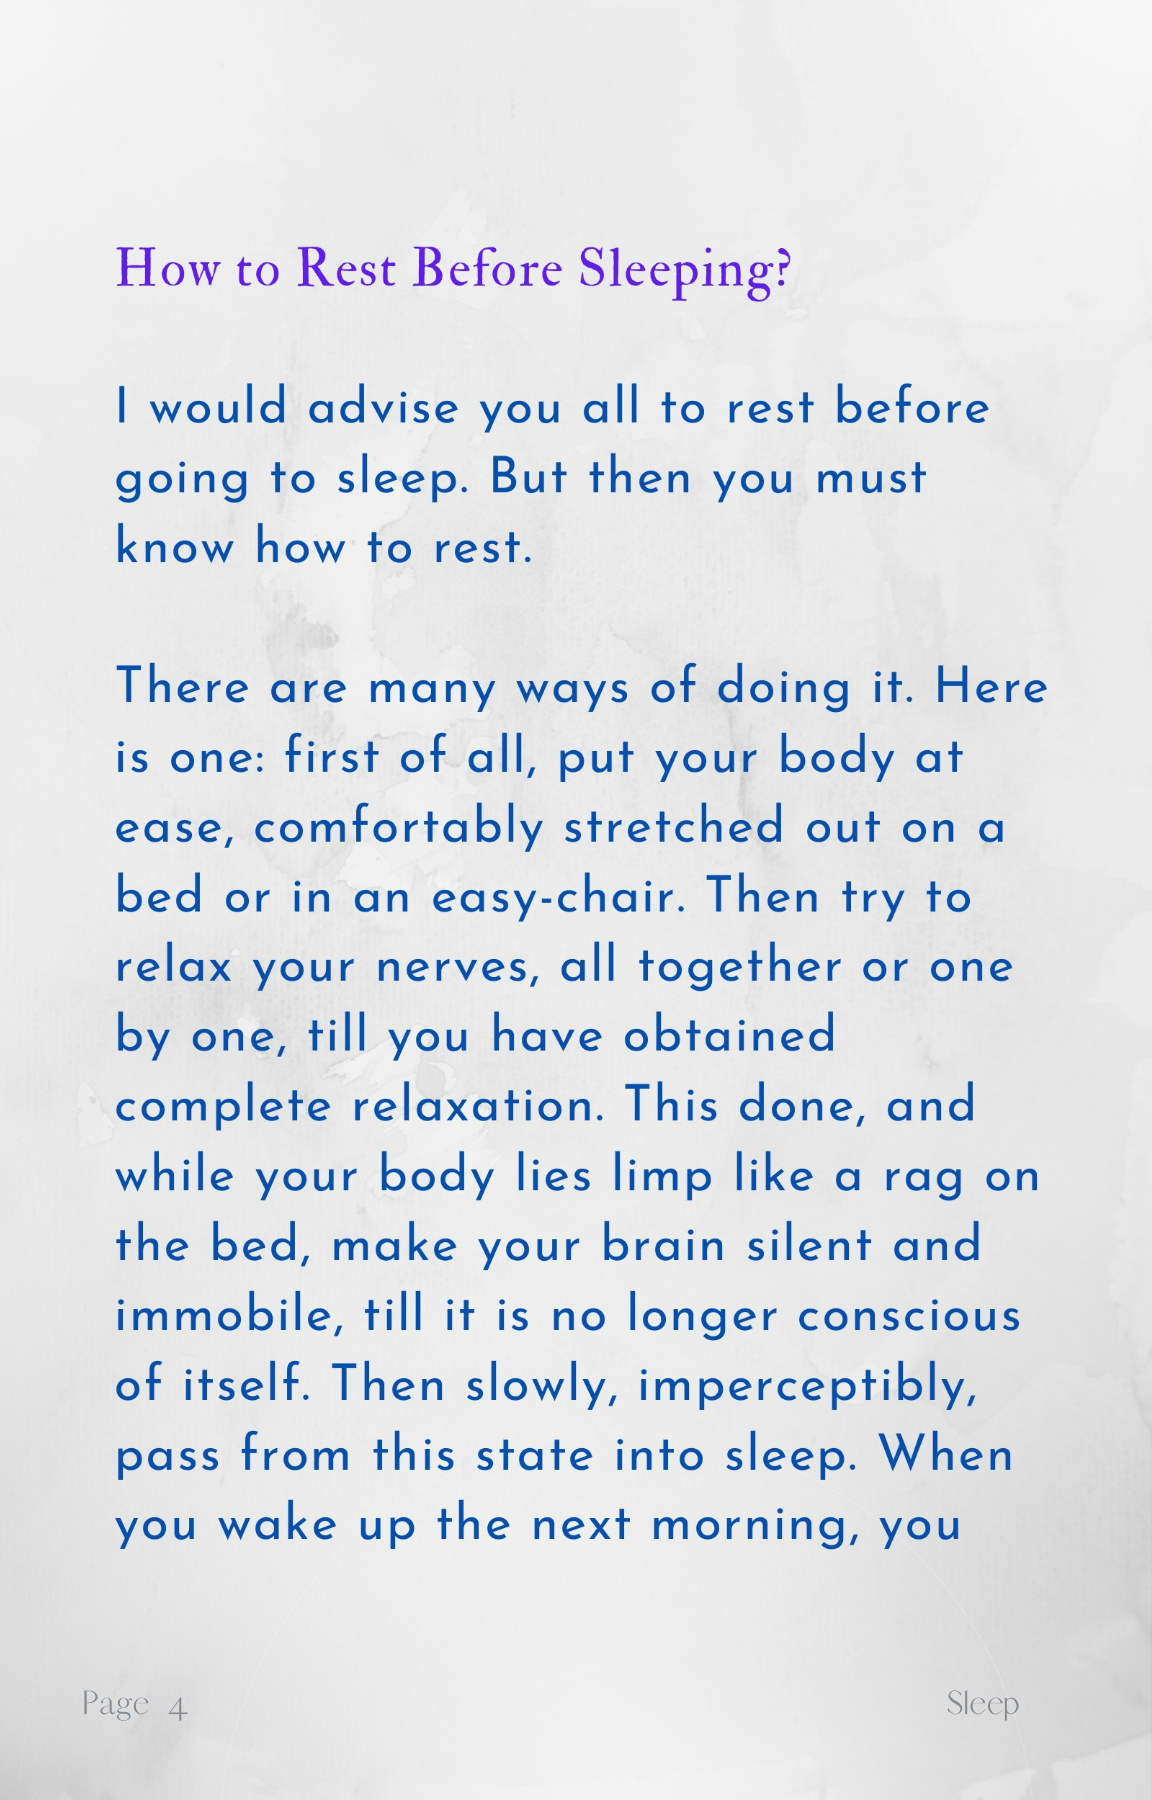 How to Rest Before Sleeping?
I would advise you all to rest before
going to sleep. But then you must
know how to rest.
There are many ways of doing it. Here
is one: first of all, put your body at
ease, comfortably stretched out on a
bed or in an easy-chair. Then try to
relax your nerves, all together or one
by one, till you have obtained
complete relaxation. This done, and
while your body lies limp like a rag on
the bed, make your brain silent and
immobile, till it is no longer conscious
of itself. Then slowly, imperceptibly,
pass from this state into sleep. When
you wake up the next morning, you
Page 4 Sleep